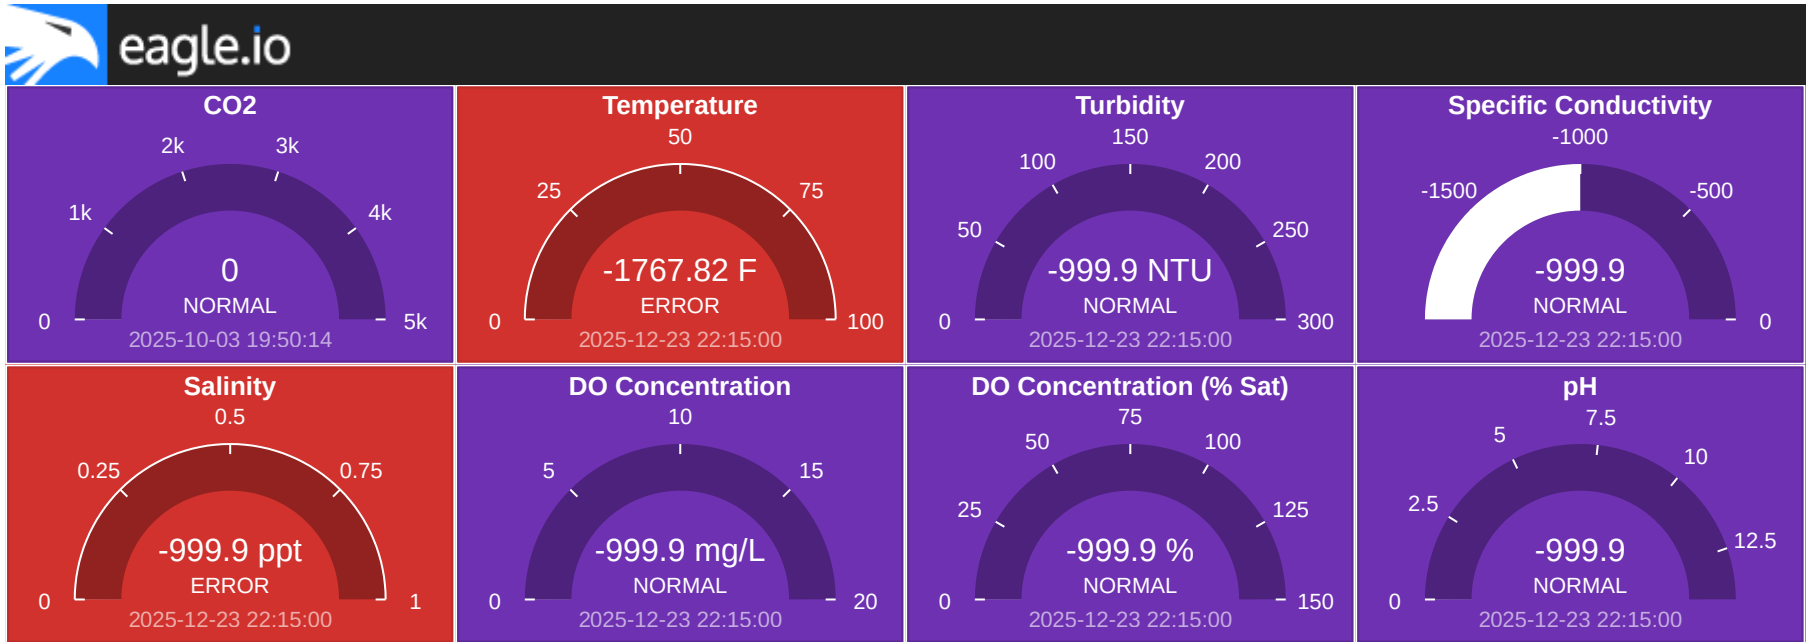 eagle.io
CO2
2k
3k
1k
4k
0
NORMAL
0
5k
2025-10-03 19:50:14
Temperature
50
25
75
-1767.82 F
ERROR
0
100
2025-12-23 22:15:00
Turbidity
150
100
200
50
250
-999.9 NTU
NORMAL
0
300
2025-12-23 22:15:00
Specific Conductivity
-1000
-1500
-500
-999.9
NORMAL
0
2025-12-23 22:15:00
Salinity
0.5
0.25
0.75
-999.9 ppt
ERROR
0
1
2025-12-23 22:15:00
DO Concentration
10
5
15
-999.9 mg/L
NORMAL
0
20
2025-12-23 22:15:00
DO Concentration (% Sat)
75
50
100
25
125
-999.9 %
NORMAL
0
150
2025-12-23 22:15:00
pH
7.5
5
10
2.5
12.5
-999.9
NORMAL
0
2025-12-23 22:15:00